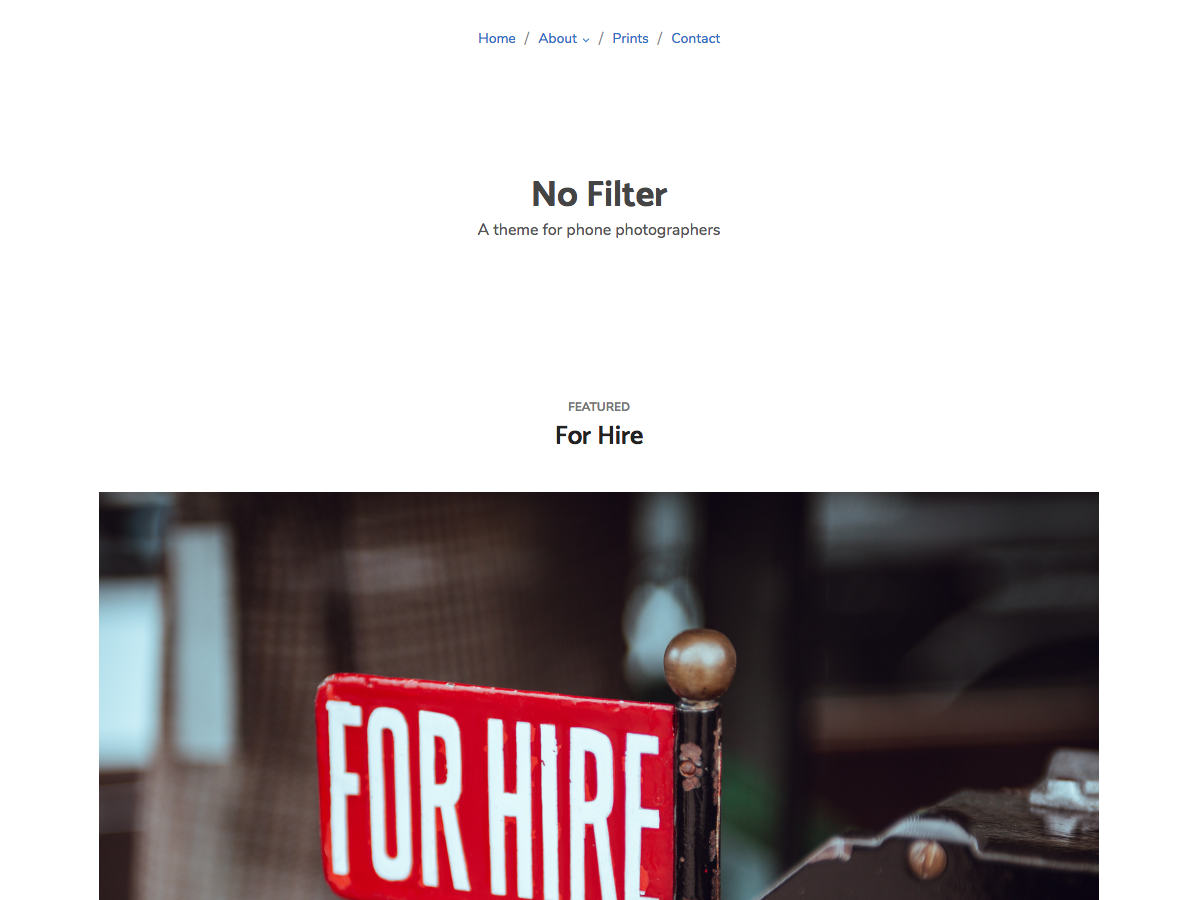 Home / About / Prints / Contact
No Filter
A theme for phone photographers
FEATURED
For Hire
FOR HIRE